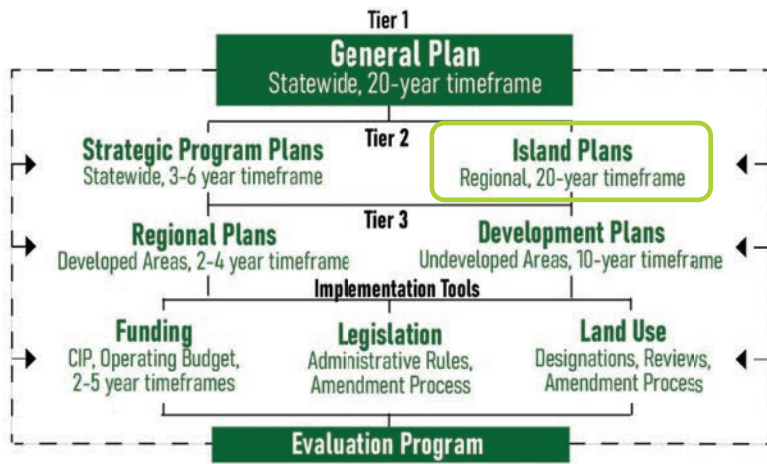 Tier 1
General Plan
Statewide, 20-year timeframe
Tier 2
Strategic Program Plans
Statewide, 3-6 year timeframe
Island Plans
Regional, 20-year timeframe
Tier 3
Regional Plans
Developed Areas, 2-4 year timeframe
Development Plans
Undeveloped Areas, 10-year timeframe
Implementation Tools
Funding
CIP, Operating Budget,
2-5 year timeframes
Legislation
Administrative Rules,
Amendment Process
Land Use
Designations, Reviews,
Amendment Process
Evaluation Program